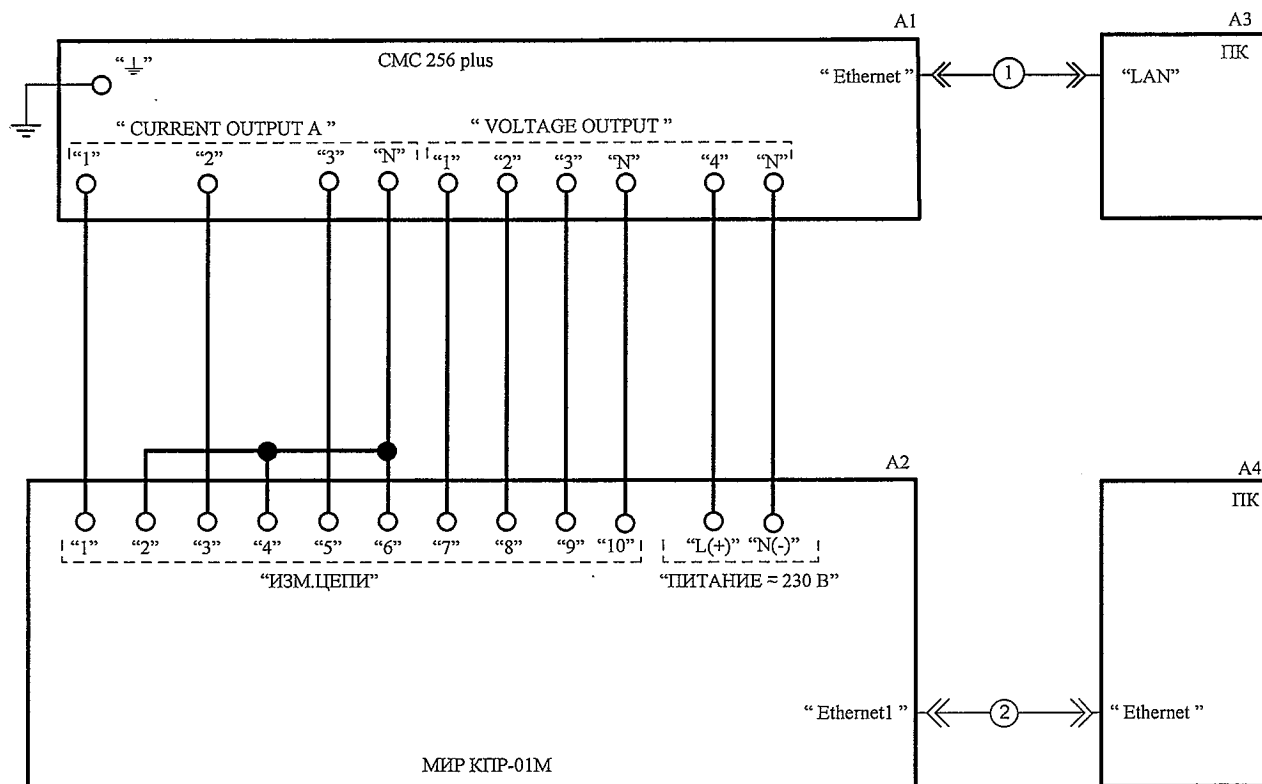 A1
A3
СМС 256 plus
ПК
“⏚”
“ Ethernet ”
1
“LAN”
“ CURRENT OUTPUT A ”
“ VOLTAGE OUTPUT ”
“1” “2” “3” “N” “1” “2” “3” “N” “4” “N”
A2
A4
ПК
“1” “2” “3” “4” “5” “6” “7” “8” “9” “10” “L(+)” “N(-)”
“ИЗМ.ЦЕПИ”
“ПИТАНИЕ ≂ 230 В”
“ Ethernet1 ”
2
“ Ethernet ”
МИР КПР-01М